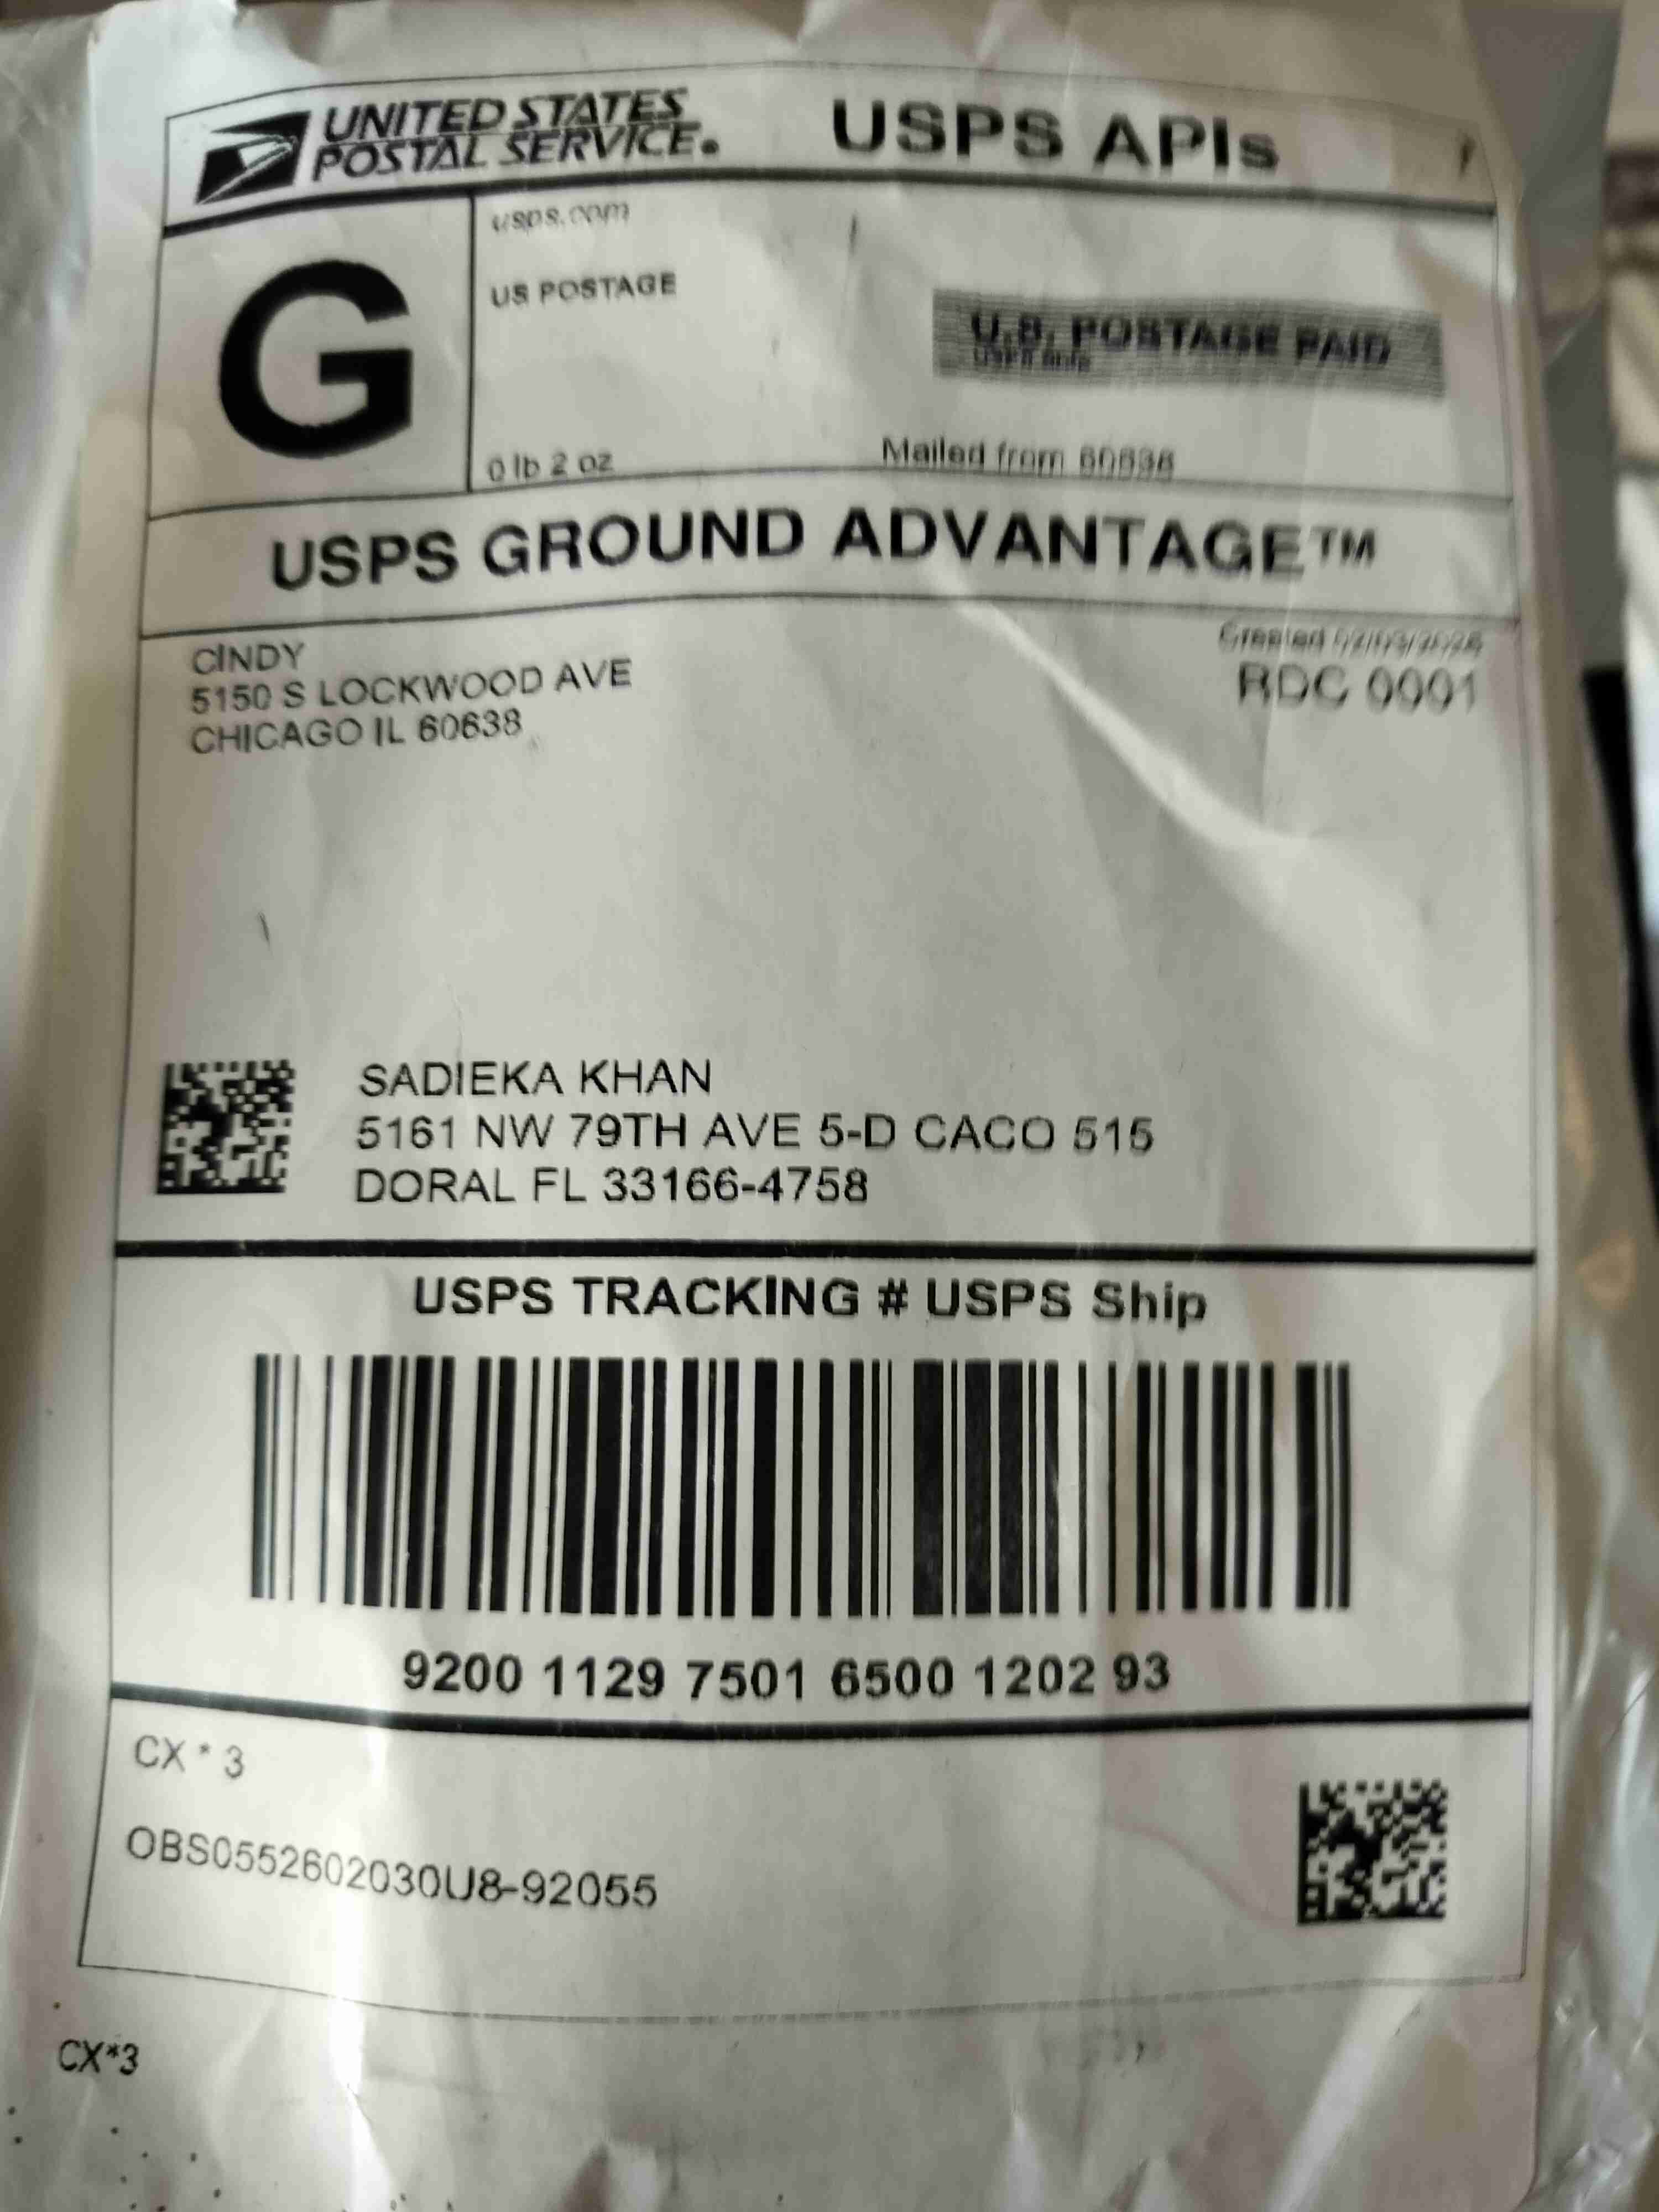 UNITED STATES
POSTAL SERVICE.
USPS APIs
G
usps.com
US POSTAGE
U.S. POSTAGE PAID
0 lb 2 oz
Mailed from 60638
USPS GROUND ADVANTAGE™
CINDY
5150 S LOCKWOOD AVE
CHICAGO IL 60638
Created
RDC 0001
SADIEKA KHAN
5161 NW 79TH AVE 5-D CACO 515
DORAL FL 33166-4758
USPS TRACKING # USPS Ship
9200 1129 7501 6500 1202 93
CX * 3
OBS0552602030U8-92055
CX*3